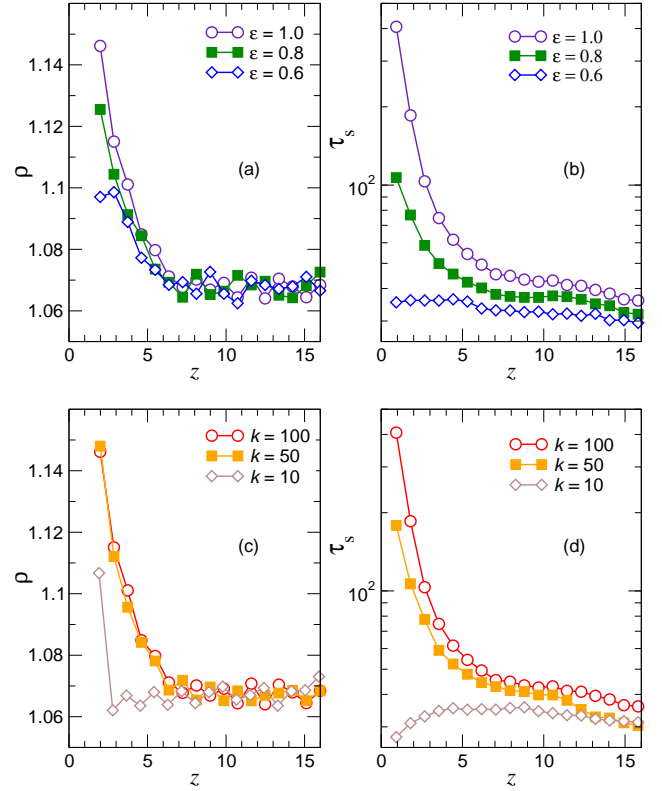 ε = 1.0
ε = 0.8
ε = 0.6
(a)
ρ
1.14
1.12
1.1
1.08
1.06
0 5 10 15
z
ε = 1.0
ε = 0.8
ε = 0.6
(b)
τs
10²
0 5 10 15
z
k = 100
k = 50
k = 10
(c)
ρ
1.14
1.12
1.1
1.08
1.06
0 5 10 15
z
k = 100
k = 50
k = 10
(d)
τs
10²
0 5 10 15
z